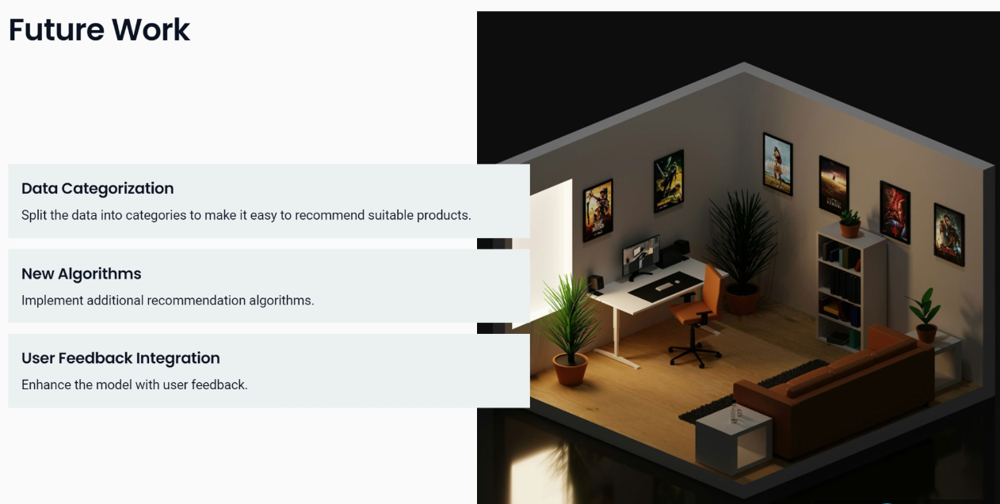 Future Work
Data Categorization
Split the data into categories to make it easy to recommend suitable products.
New Algorithms
Implement additional recommendation algorithms.
User Feedback Integration
Enhance the model with user feedback.